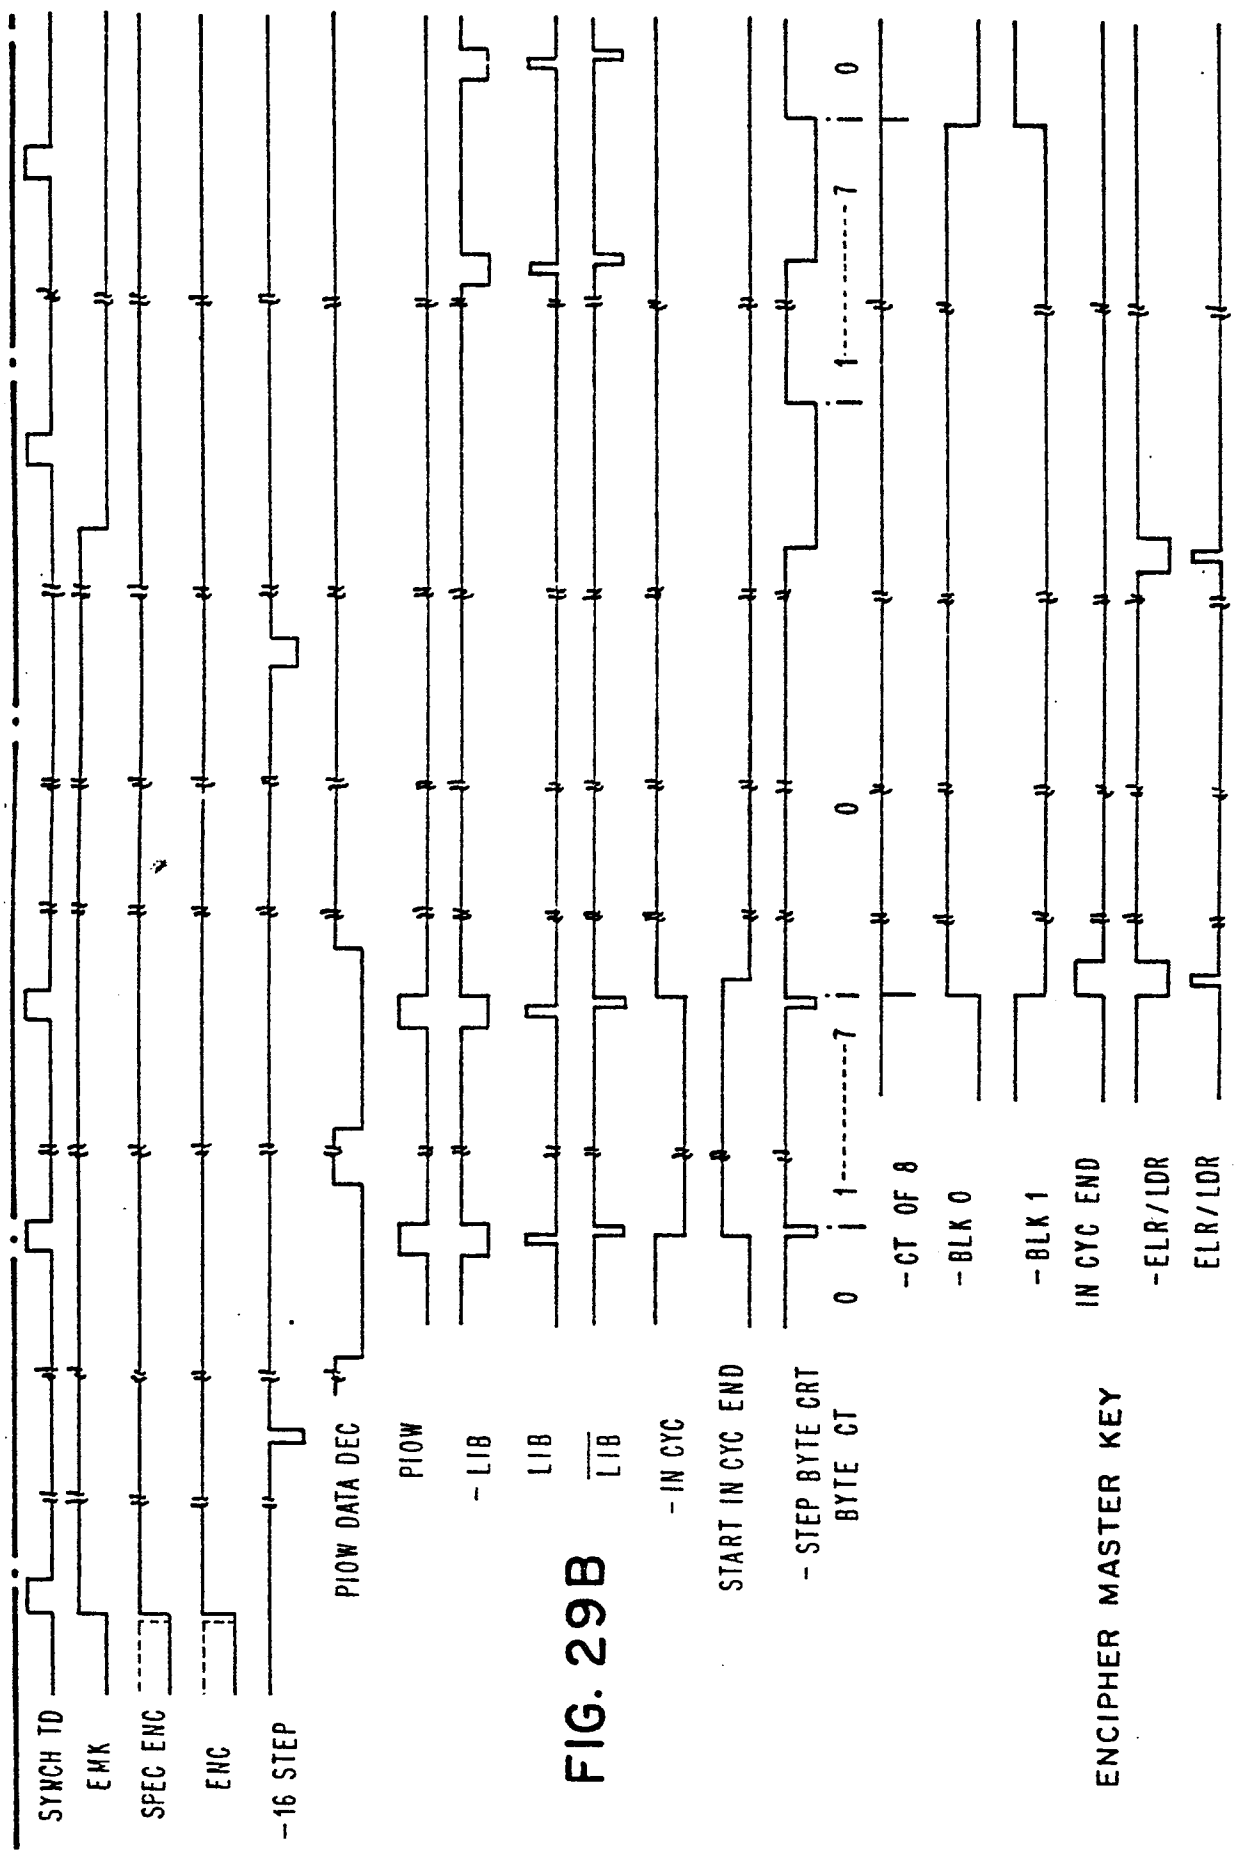 SYNCH TD
EMK
SPEC ENC
ENC
-16 STEP
PIOW DATA DEC
PIOW
- LIB
LIB
L̅I̅B̅
- IN CYC
START IN CYC END
- STEP BYTE CRT
BYTE CT
0 1---------7 0 1---------7 0
-CT OF 8
- BLK 0
- BLK 1
IN CYC END
- ELR/LDR
ELR/LDR
FIG. 29B
ENCIPHER MASTER KEY